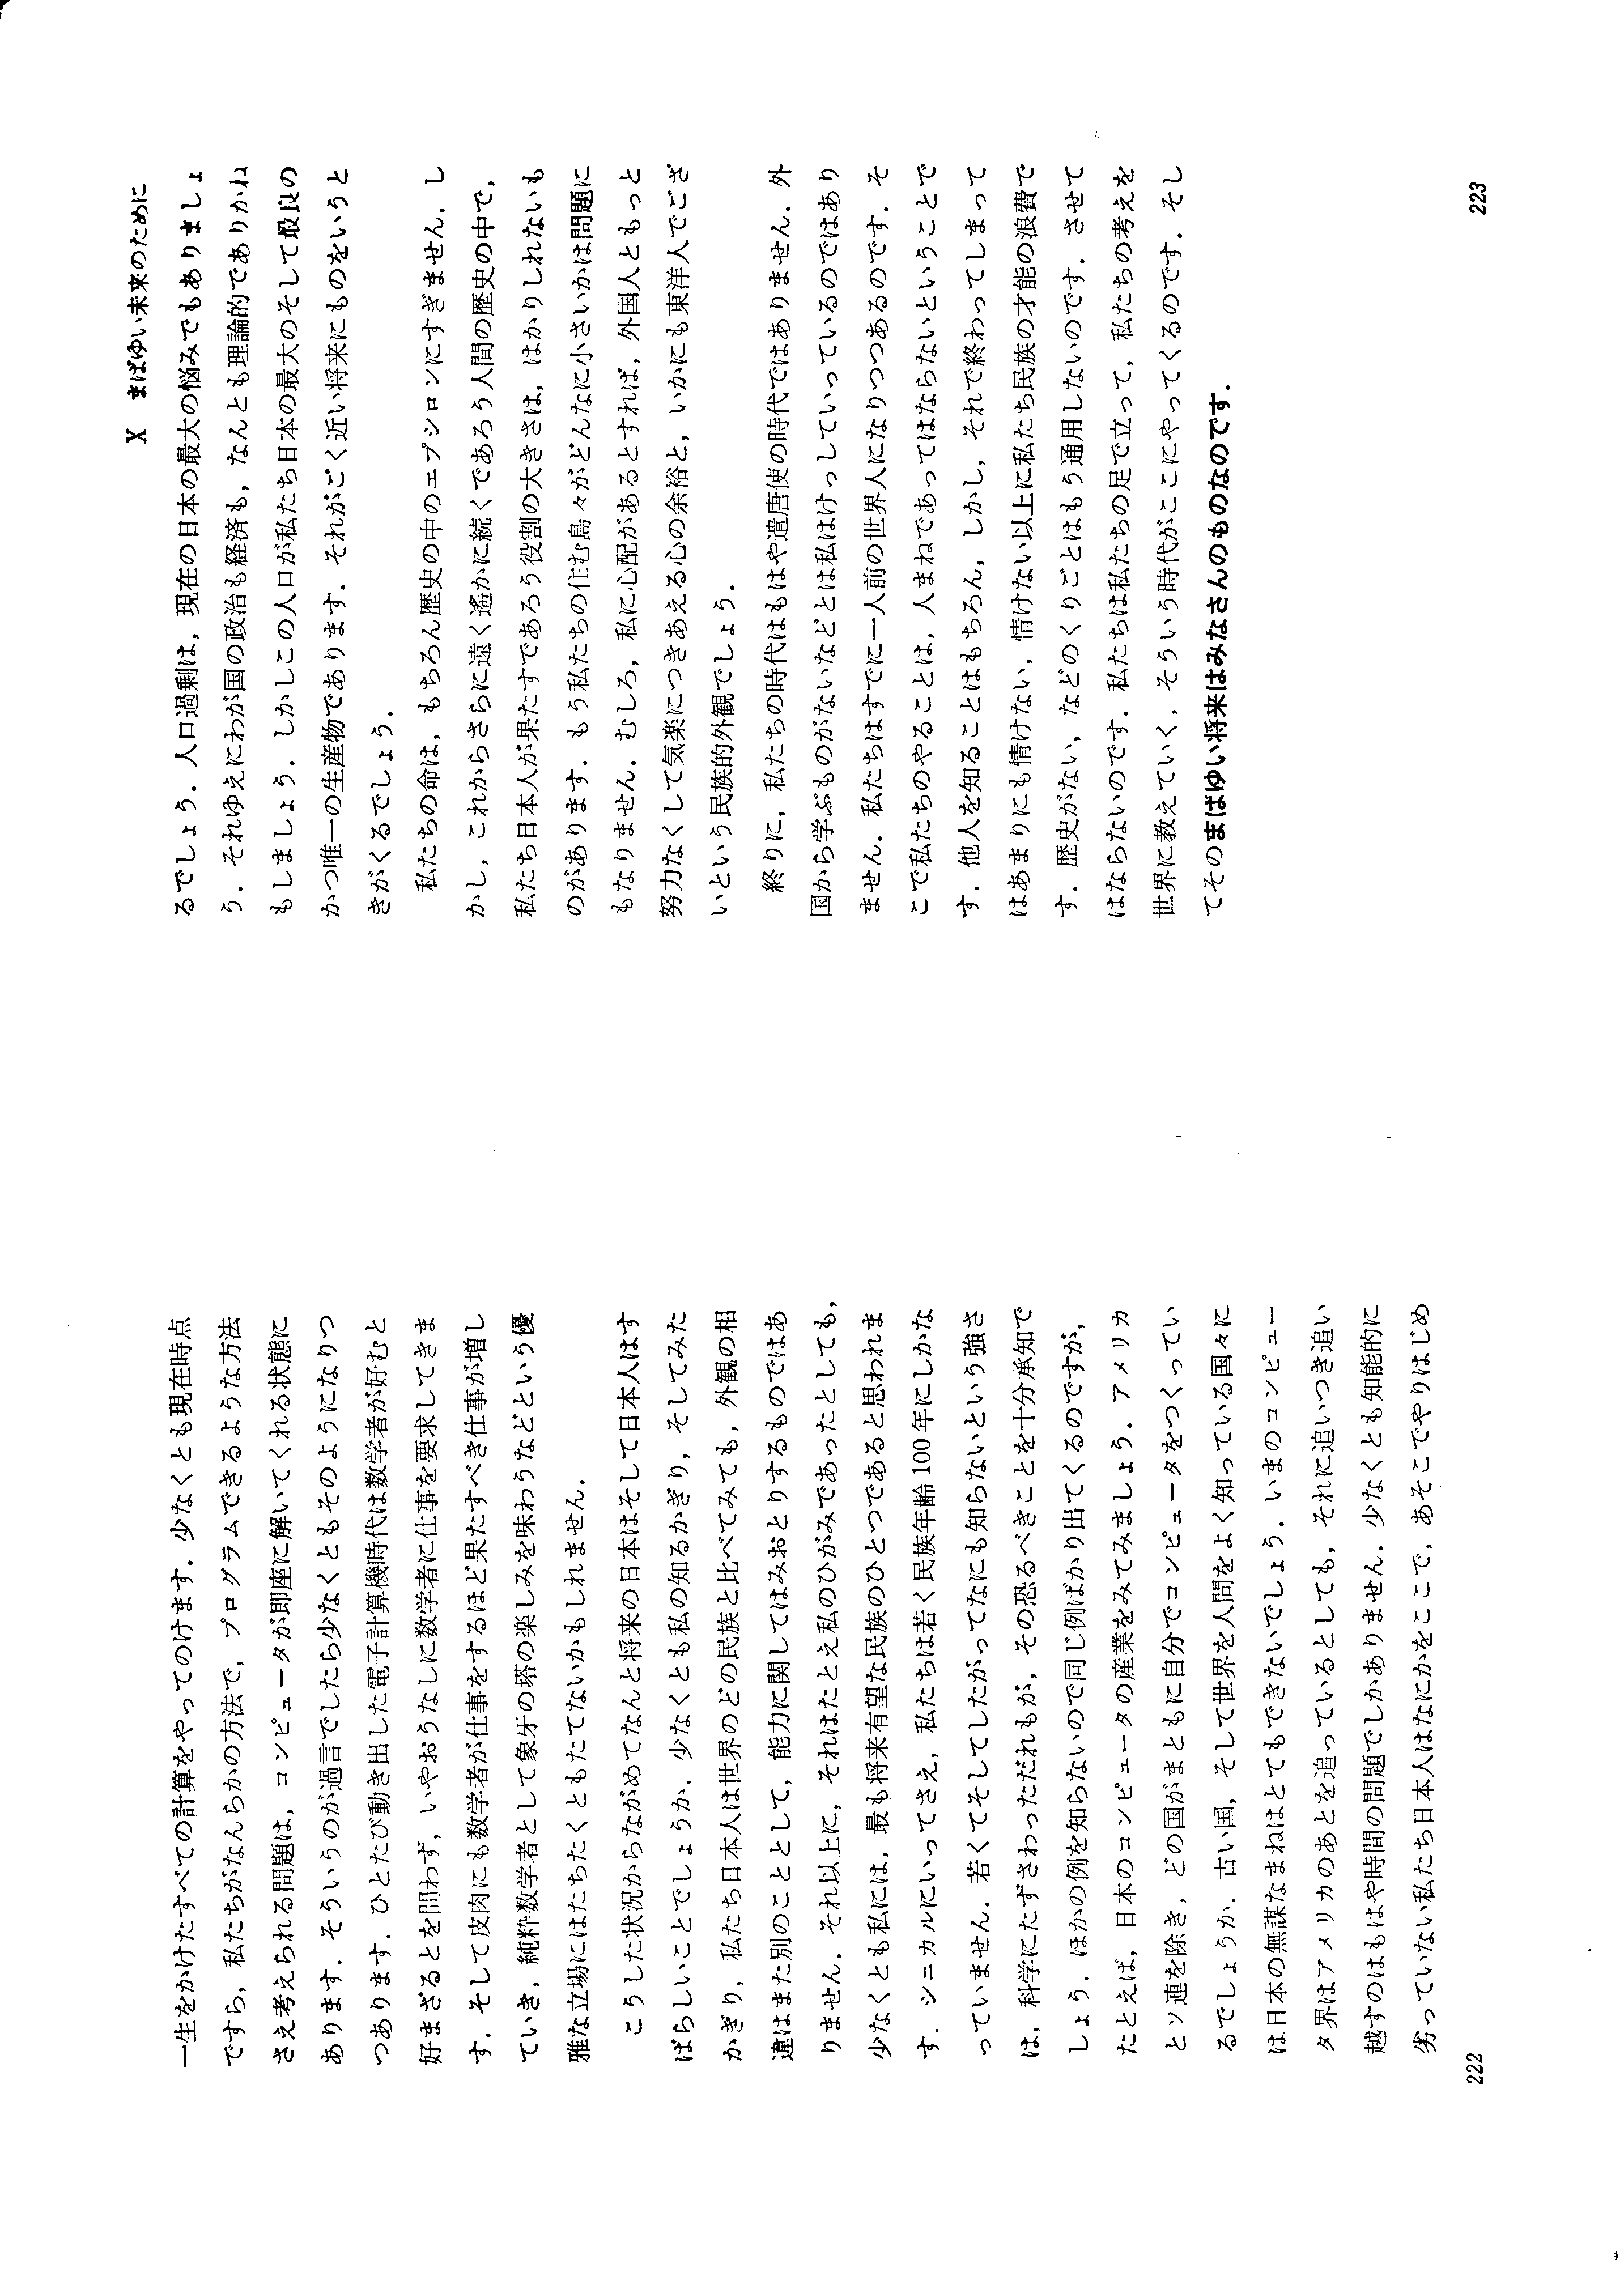 一生をかけたすべての計算をやってのけます．少なくとも現在時点
ですら，私たちがなんらかの方法で，プログラムできるような方法
さえ考えられる問題は，コンピュータが即座に解いてくれる状態に
あります．そういうのが過言でしたら少なくともそのようになりつ
つあります．ひとたび動き出した電子計算機時代は数学者が好むと
好まざるとを問わず，いやおうなしに数学者に仕事を要求してきま
す．そして皮肉にも数学者が仕事をするほど果たすべき仕事が増し
ていき，純粋数学者として象牙の塔の楽しみを味わうなどという優
雅な立場にはたちたくともたてないかもしれません．
こうした状況からながめてなんと将来の日本はそして日本人はす
ばらしいことでしょうか．少なくとも私の知るかぎり，そしてみた
かぎり，私たち日本人は世界のどの民族と比べてみても，外観の相
違はまた別のこととして，能力に関してはみおとりするものではあ
りません．それ以上に，それはたとえ私のひがみであったとしても，
少なくとも私には，最も将来有望な民族のひとつであると思われま
す．シニカルにいってさえ，私たちは若く民族年齢100年にしかな
っていません．若くてそしてしたがってなにも知らないという強さ
は，科学にたずさわっただれもが，その恐るべきことを十分承知で
しょう．ほかの例を知らないので同じ例ばかり出てくるのですが，
たとえば，日本のコンピュータの産業をみてみましょう．アメリカ
とソ連を除き，どの国がまともに自分でコンピュータをつくってい
るでしょうか．古い国，そして世界を人間をよく知っている国々に
は日本の無謀なまねはとてもできないでしょう．いまのコンピュー
タ界はアメリカのあとを追っているとしても，それに追いつき追い
越すのはもはや時間の問題でしかありません．少なくとも知能的に
劣っていない私たち日本人はなにかをここで，あそこでやりはじめ
222
X　まばゆい未来のために
るでしょう．人口過剰は，現在の日本の最大の悩みでもありましょ
う．それゆえにわが国の政治も経済も，なんとも理論的でありかね
もしましょう．しかしこの人口が私たち日本の最大のそして最良の
かつ唯一の生産物であります．それがごく近い将来にものをいうと
きがくるでしょう．
私たちの命は，もちろん歴史の中のエプシロンにすぎません．し
かし，これからさらに遠く遙かに続くであろう人間の歴史の中で，
私たち日本人が果たすであろう役割の大きさは，はかりしれないも
のがあります．もう私たちの住む島々がどんなに小さいかは問題に
もなりません．むしろ，私に心配があるとすれば，外国人ともっと
努力なくして気楽につきあえる心の余裕と，いかにも東洋人でござ
いという民族的外観でしょう．
終りに，私たちの時代はもはや遣唐使の時代ではありません．外
国から学ぶものがないなどとは私はけっしていっているのではあり
ません．私たちはすでに一人前の世界人になりつつあるのです．そ
こで私たちのやることは，人まねであってはならないということで
す．他人を知ることはもちろん，しかし，それで終わってしまって
はあまりにも情けない，情けない以上に私たち民族の才能の浪費で
す．歴史がない，などのくりごとはもう通用しないのです．させて
はならないのです．私たちは私たちの足で立って，私たちの考えを
世界に教えていく，そういう時代がここにやってくるのです．そし
てそのまばゆい将来はみなさんのものなのです．
223